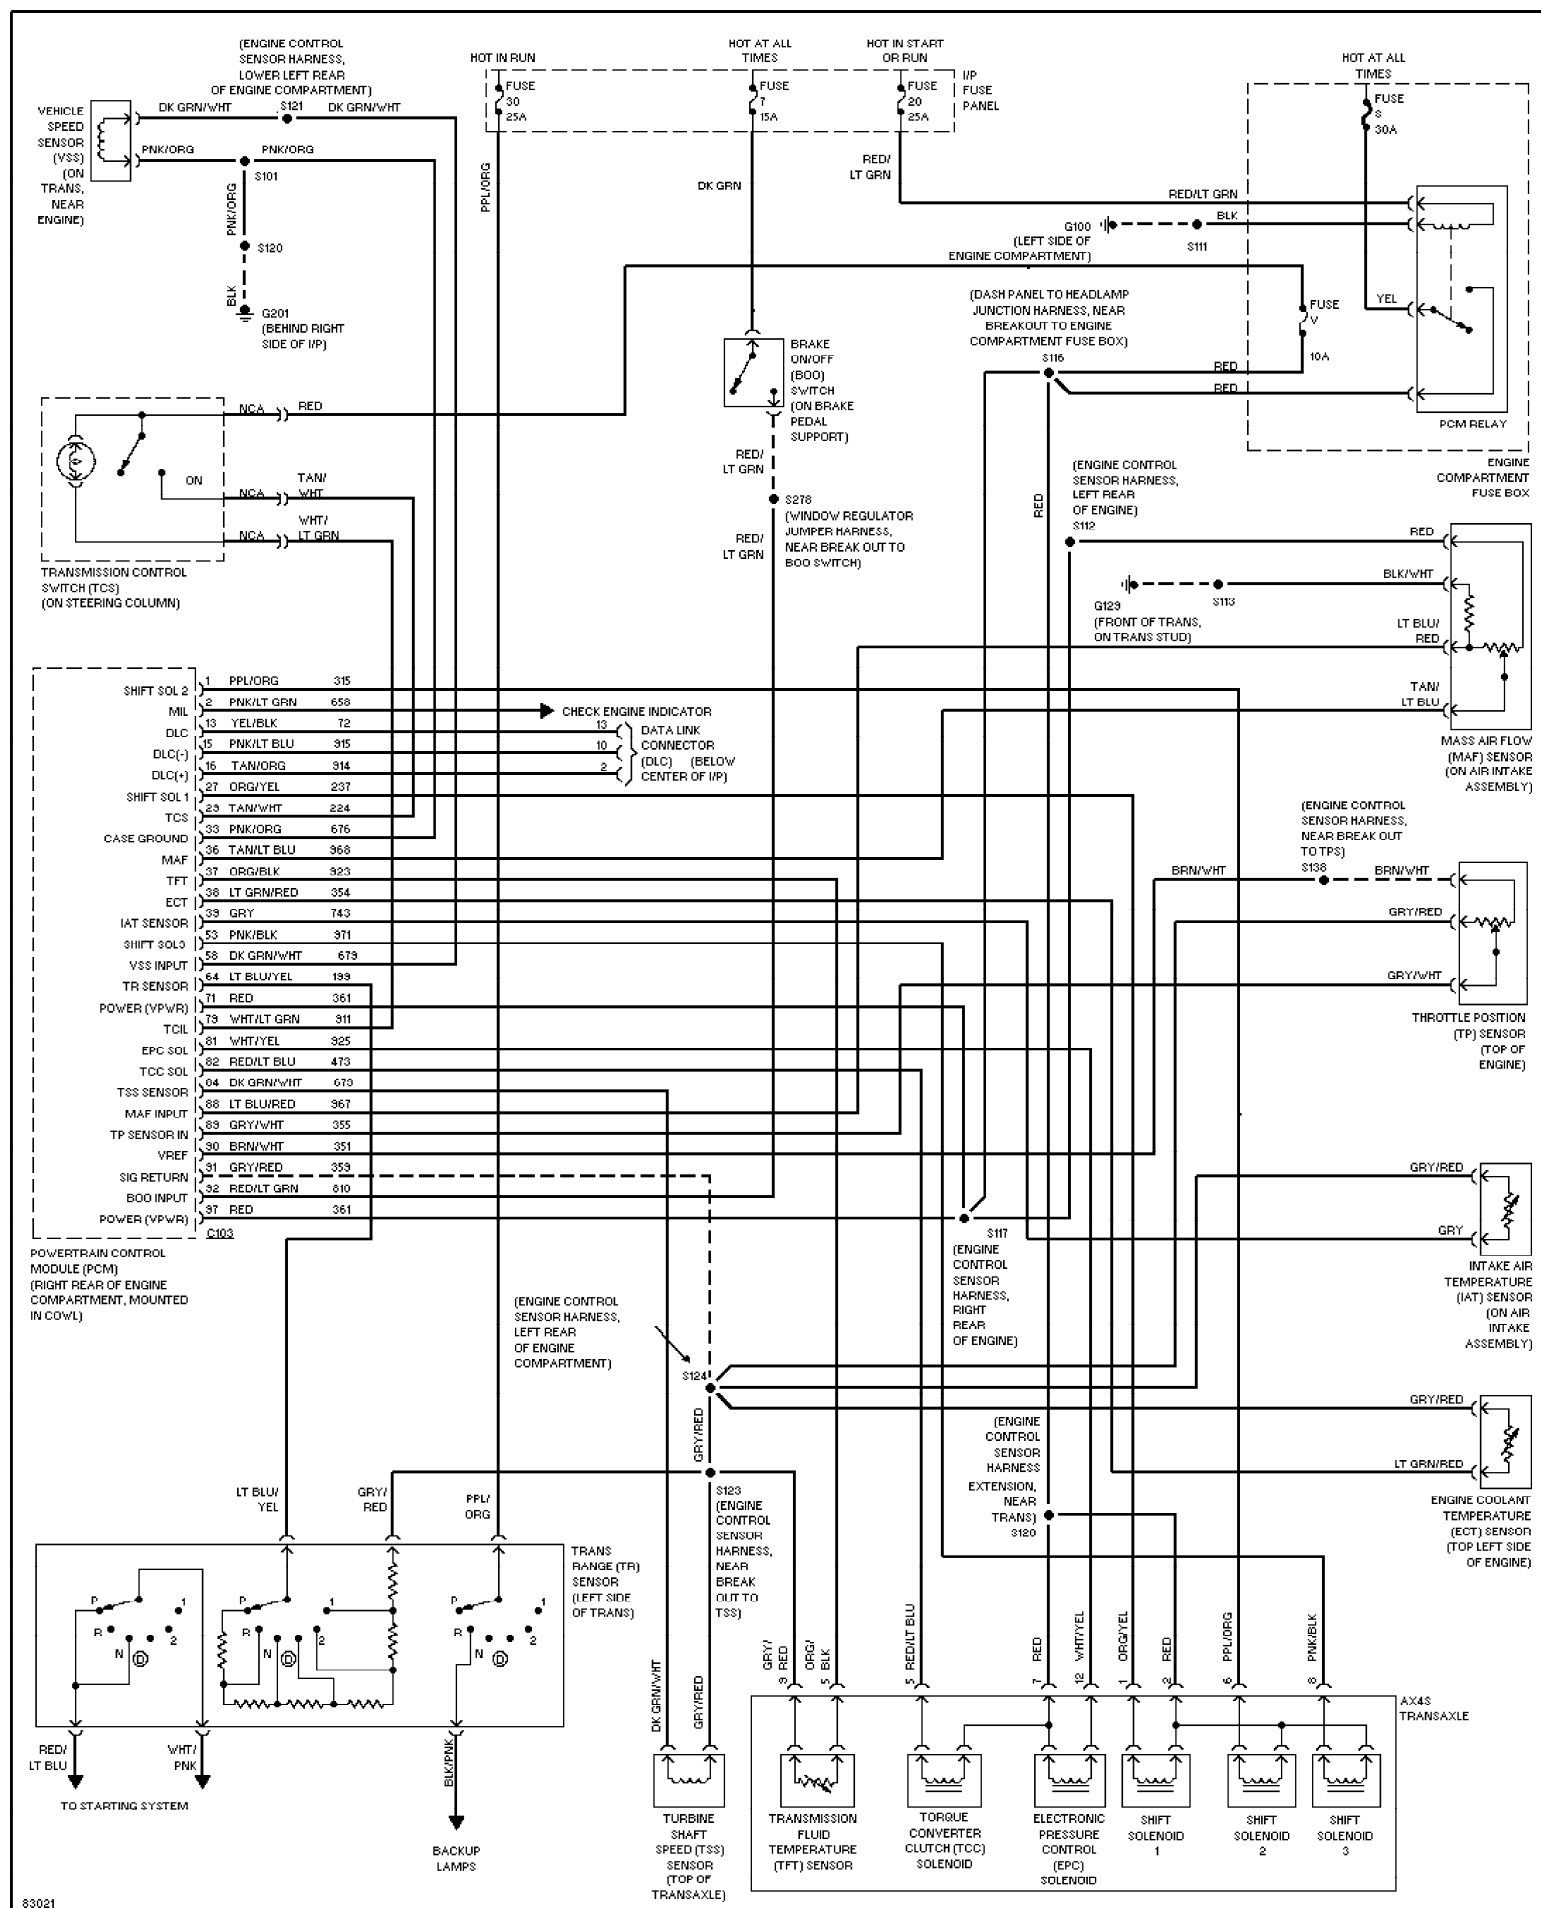 (ENGINE CONTROL
SENSOR HARNESS,
LOWER LEFT REAR
OF ENGINE COMPARTMENT)
HOT IN RUN
HOT AT ALL
TIMES
HOT IN START
OR RUN
HOT AT ALL
TIMES
VEHICLE
SPEED
SENSOR
(VSS)
(ON
TRANS,
NEAR
ENGINE)
DK GRN/WHT
S121
DK GRN/WHT
PNK/ORG
PNK/ORG
S101
PNK/ORG
S120
BLK
G201
(BEHIND RIGHT
SIDE OF I/P)
FUSE
30
25A
FUSE
7
15A
FUSE
20
25A
I/P
FUSE
PANEL
FUSE
S
30A
PPL/ORG
DK GRN
RED/
LT GRN
RED/LT GRN
BLK
G100
(LEFT SIDE OF
ENGINE COMPARTMENT)
S111
(DASH PANEL TO HEADLAMP
JUNCTION HARNESS, NEAR
BREAKOUT TO ENGINE
COMPARTMENT FUSE BOX)
S116
FUSE
V
10A
YEL
RED
RED
PCM RELAY
ENGINE
COMPARTMENT
FUSE BOX
BRAKE
ON/OFF
(BOO)
SWITCH
(ON BRAKE
PEDAL
SUPPORT)
RED/
LT GRN
S278
(WINDOW REGULATOR
JUMPER HARNESS,
NEAR BREAK OUT TO
BOO SWITCH)
RED/
LT GRN
NCA
RED
ON
NCA
TAN/
WHT
NCA
WHT/
LT GRN
TRANSMISSION CONTROL
SWITCH (TCS)
(ON STEERING COLUMN)
RED
(ENGINE CONTROL
SENSOR HARNESS,
LEFT REAR
OF ENGINE)
S112
RED
BLK/WHT
G129
(FRONT OF TRANS,
ON TRANS STUD)
S113
LT BLU/
RED
TAN/
LT BLU
MASS AIR FLOW
(MAF) SENSOR
(ON AIR INTAKE
ASSEMBLY)
SHIFT SOL 2 1 PPL/ORG 315
MIL 2 PNK/LT GRN 658
CHECK ENGINE INDICATOR
DLC 13 YEL/BLK 72
DLC(-) 15 PNK/LT BLU 915
DLC(+) 16 TAN/ORG 914
13
10
2
DATA LINK
CONNECTOR
(DLC) (BELOW
CENTER OF I/P)
SHIFT SOL 1 27 ORG/YEL 237
TCS 29 TAN/WHT 224
CASE GROUND 33 PNK/ORG 676
MAF 36 TAN/LT BLU 968
TFT 37 ORG/BLK 923
ECT 38 LT GRN/RED 354
IAT SENSOR 39 GRY 743
SHIFT SOL3 53 PNK/BLK 971
VSS INPUT 58 DK GRN/WHT 679
TR SENSOR 64 LT BLU/YEL 199
POWER (VPWR) 71 RED 361
TCIL 79 WHT/LT GRN 911
EPC SOL 81 WHT/YEL 925
TCC SOL 82 RED/LT BLU 473
TSS SENSOR 84 DK GRN/WHT 679
MAF INPUT 88 LT BLU/RED 967
TP SENSOR IN 89 GRY/WHT 355
VREF 90 BRN/WHT 351
SIG RETURN 91 GRY/RED 359
BOO INPUT 92 RED/LT GRN 810
POWER (VPWR) 97 RED 361
C103
POWERTRAIN CONTROL
MODULE (PCM)
(RIGHT REAR OF ENGINE
COMPARTMENT, MOUNTED
IN COWL)
(ENGINE CONTROL
SENSOR HARNESS,
NEAR BREAK OUT
TO TPS)
S138
BRN/WHT
BRN/WHT
GRY/RED
GRY/WHT
THROTTLE POSITION
(TP) SENSOR
(TOP OF
ENGINE)
GRY/RED
GRY
INTAKE AIR
TEMPERATURE
(IAT) SENSOR
(ON AIR
INTAKE
ASSEMBLY)
S117
(ENGINE
CONTROL
SENSOR
HARNESS,
RIGHT
REAR
OF ENGINE)
(ENGINE CONTROL
SENSOR HARNESS,
LEFT REAR
OF ENGINE
COMPARTMENT)
S124
GRY/RED
GRY/RED
LT GRN/RED
ENGINE COOLANT
TEMPERATURE
(ECT) SENSOR
(TOP LEFT SIDE
OF ENGINE)
(ENGINE
CONTROL
SENSOR
HARNESS
EXTENSION,
NEAR
TRANS)
S120
S123
(ENGINE
CONTROL
SENSOR
HARNESS,
NEAR
BREAK
OUT TO
TSS)
LT BLU/
YEL
GRY/
RED
PPL/
ORG
TRANS
RANGE (TR)
SENSOR
(LEFT SIDE
OF TRANS)
P R N D 2 1
P R N D 2 1
P R N D 2 1
RED/
LT BLU
WHT/
PNK
TO STARTING SYSTEM
BLK/PNK
BACKUP
LAMPS
DK GRN/WHT
GRY/RED
GRY/
RED
9
ORG/
BLK
5
RED/LT BLU
5
RED
7
WHT/YEL
12
ORG/YEL
1
RED
2
PPL/ORG
6
PNK/BLK
8
AX4S
TRANSAXLE
TURBINE
SHAFT
SPEED (TSS)
SENSOR
(TOP OF
TRANSAXLE)
TRANSMISSION
FLUID
TEMPERATURE
(TFT) SENSOR
TORQUE
CONVERTER
CLUTCH (TCC)
SOLENOID
ELECTRONIC
PRESSURE
CONTROL
(EPC)
SOLENOID
SHIFT
SOLENOID
1
SHIFT
SOLENOID
2
SHIFT
SOLENOID
3
83021